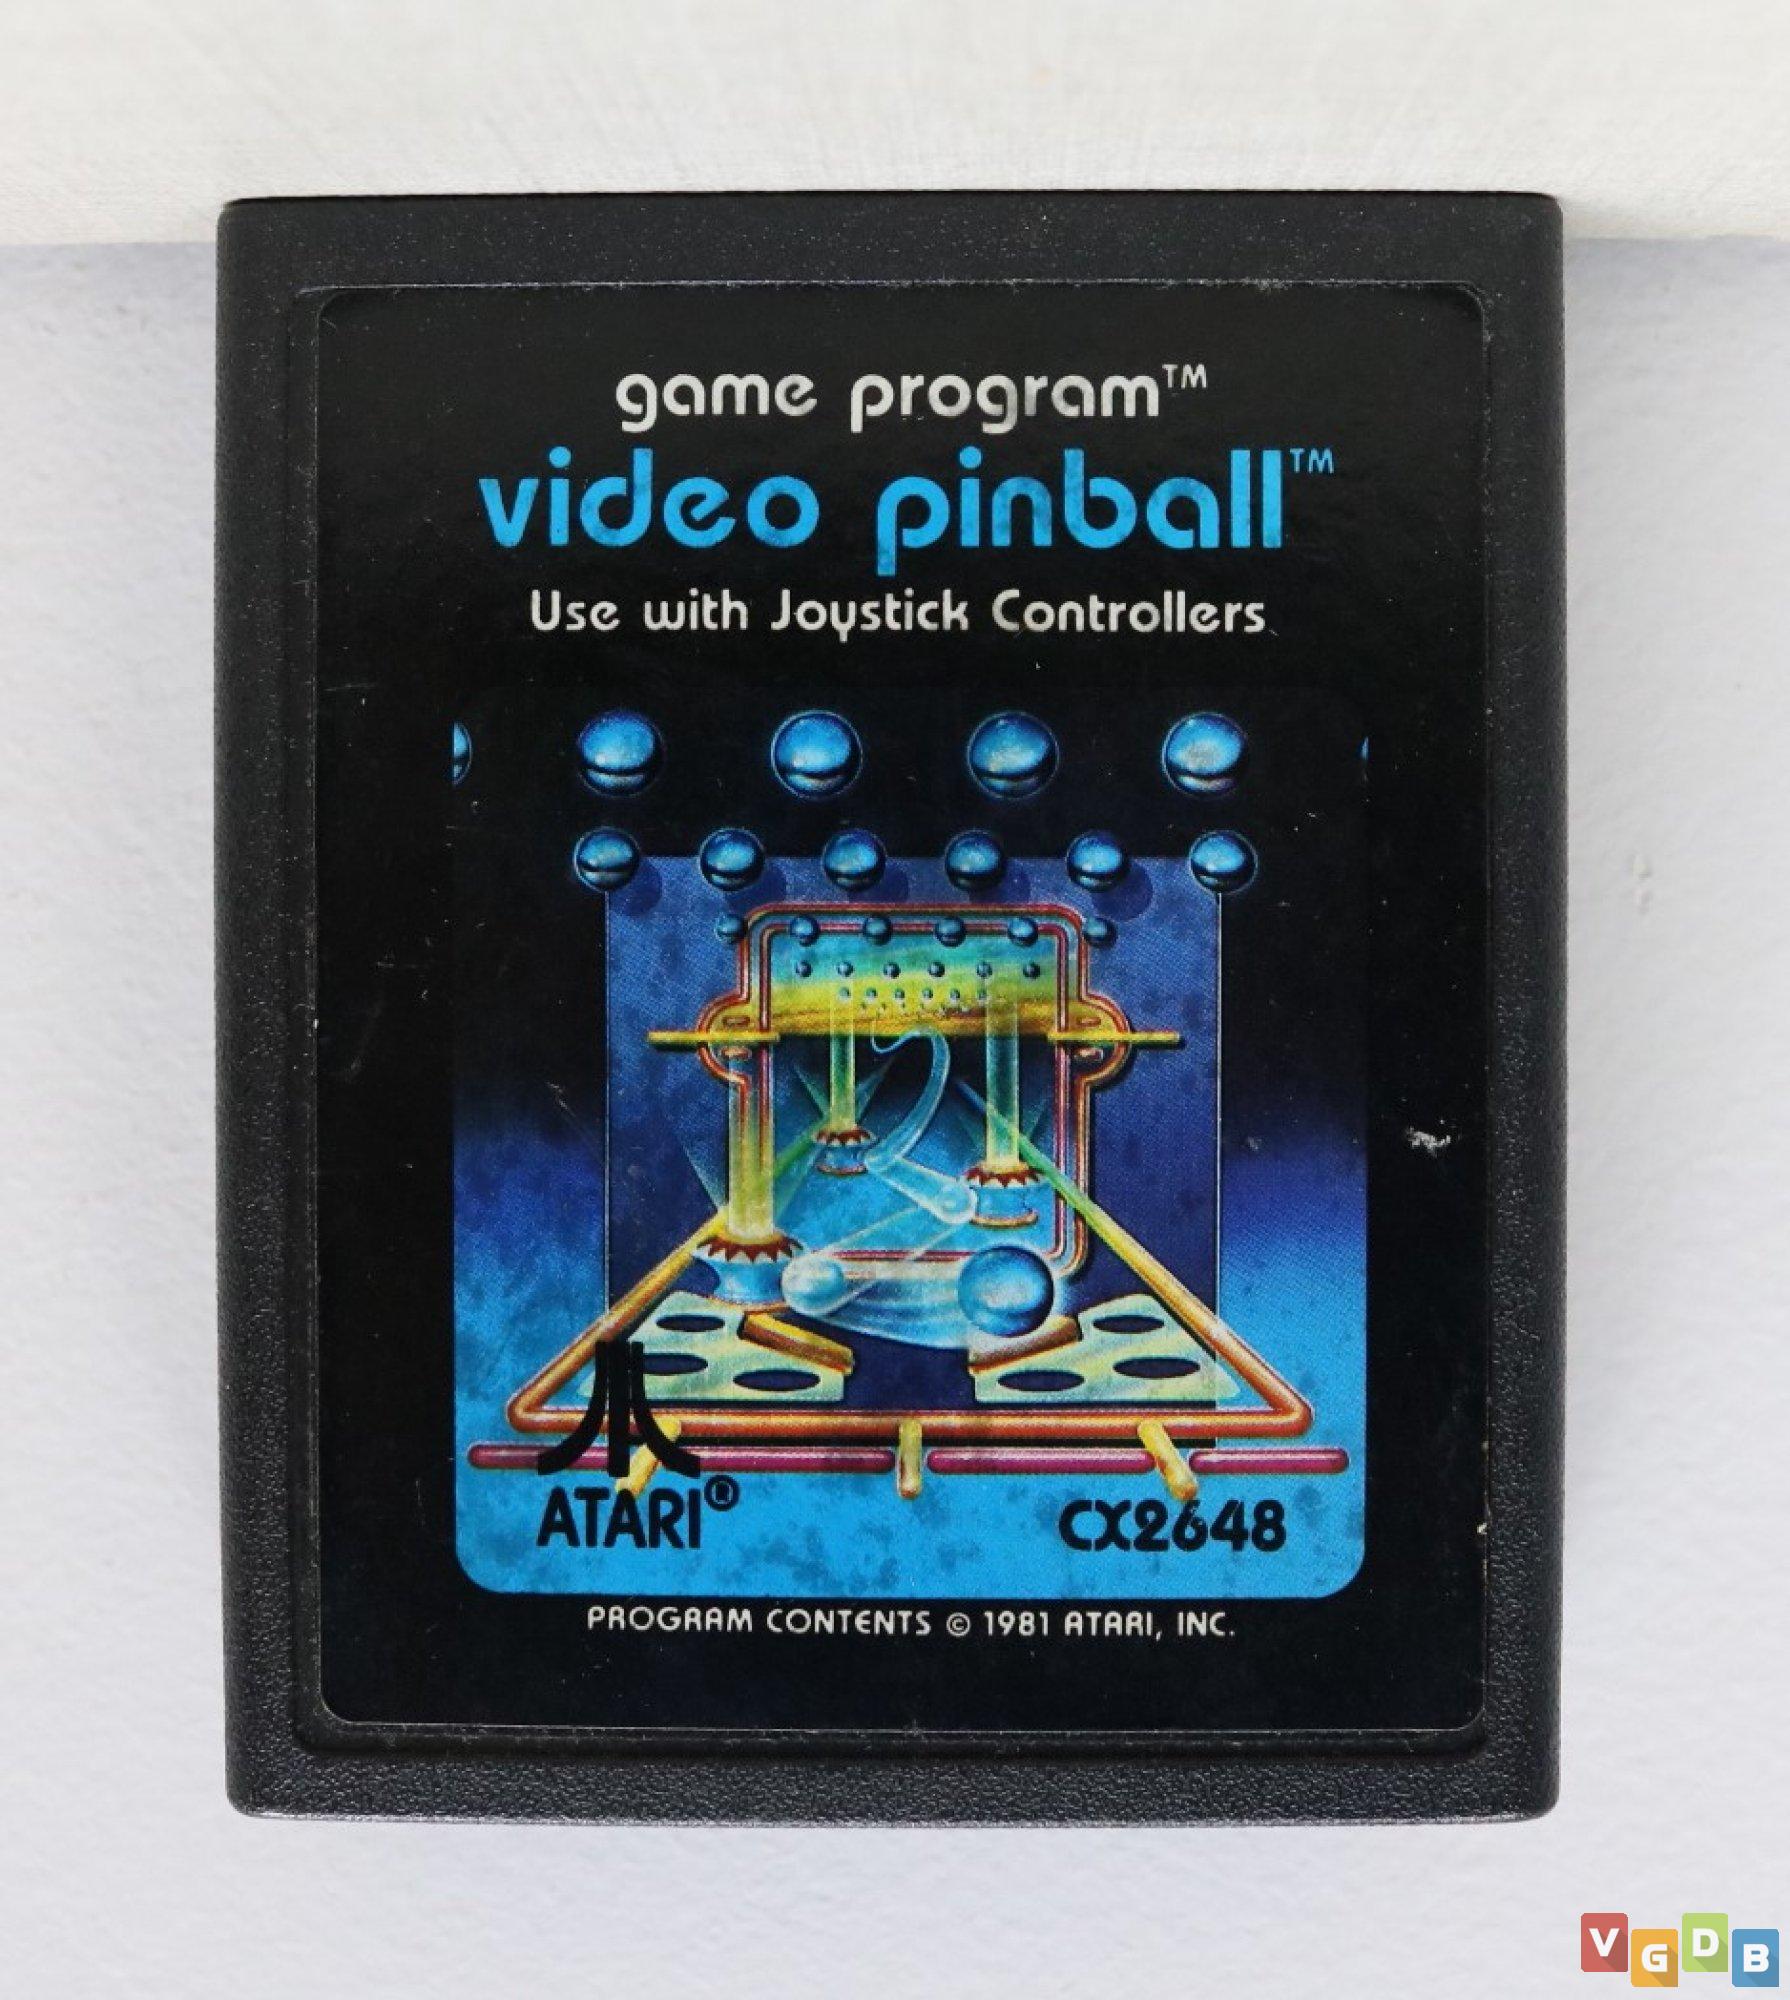 game program™
video pinball™
Use with Joystick Controllers
ATARI®
CX2648
PROGRAM CONTENTS © 1981 ATARI, INC.
VGDB